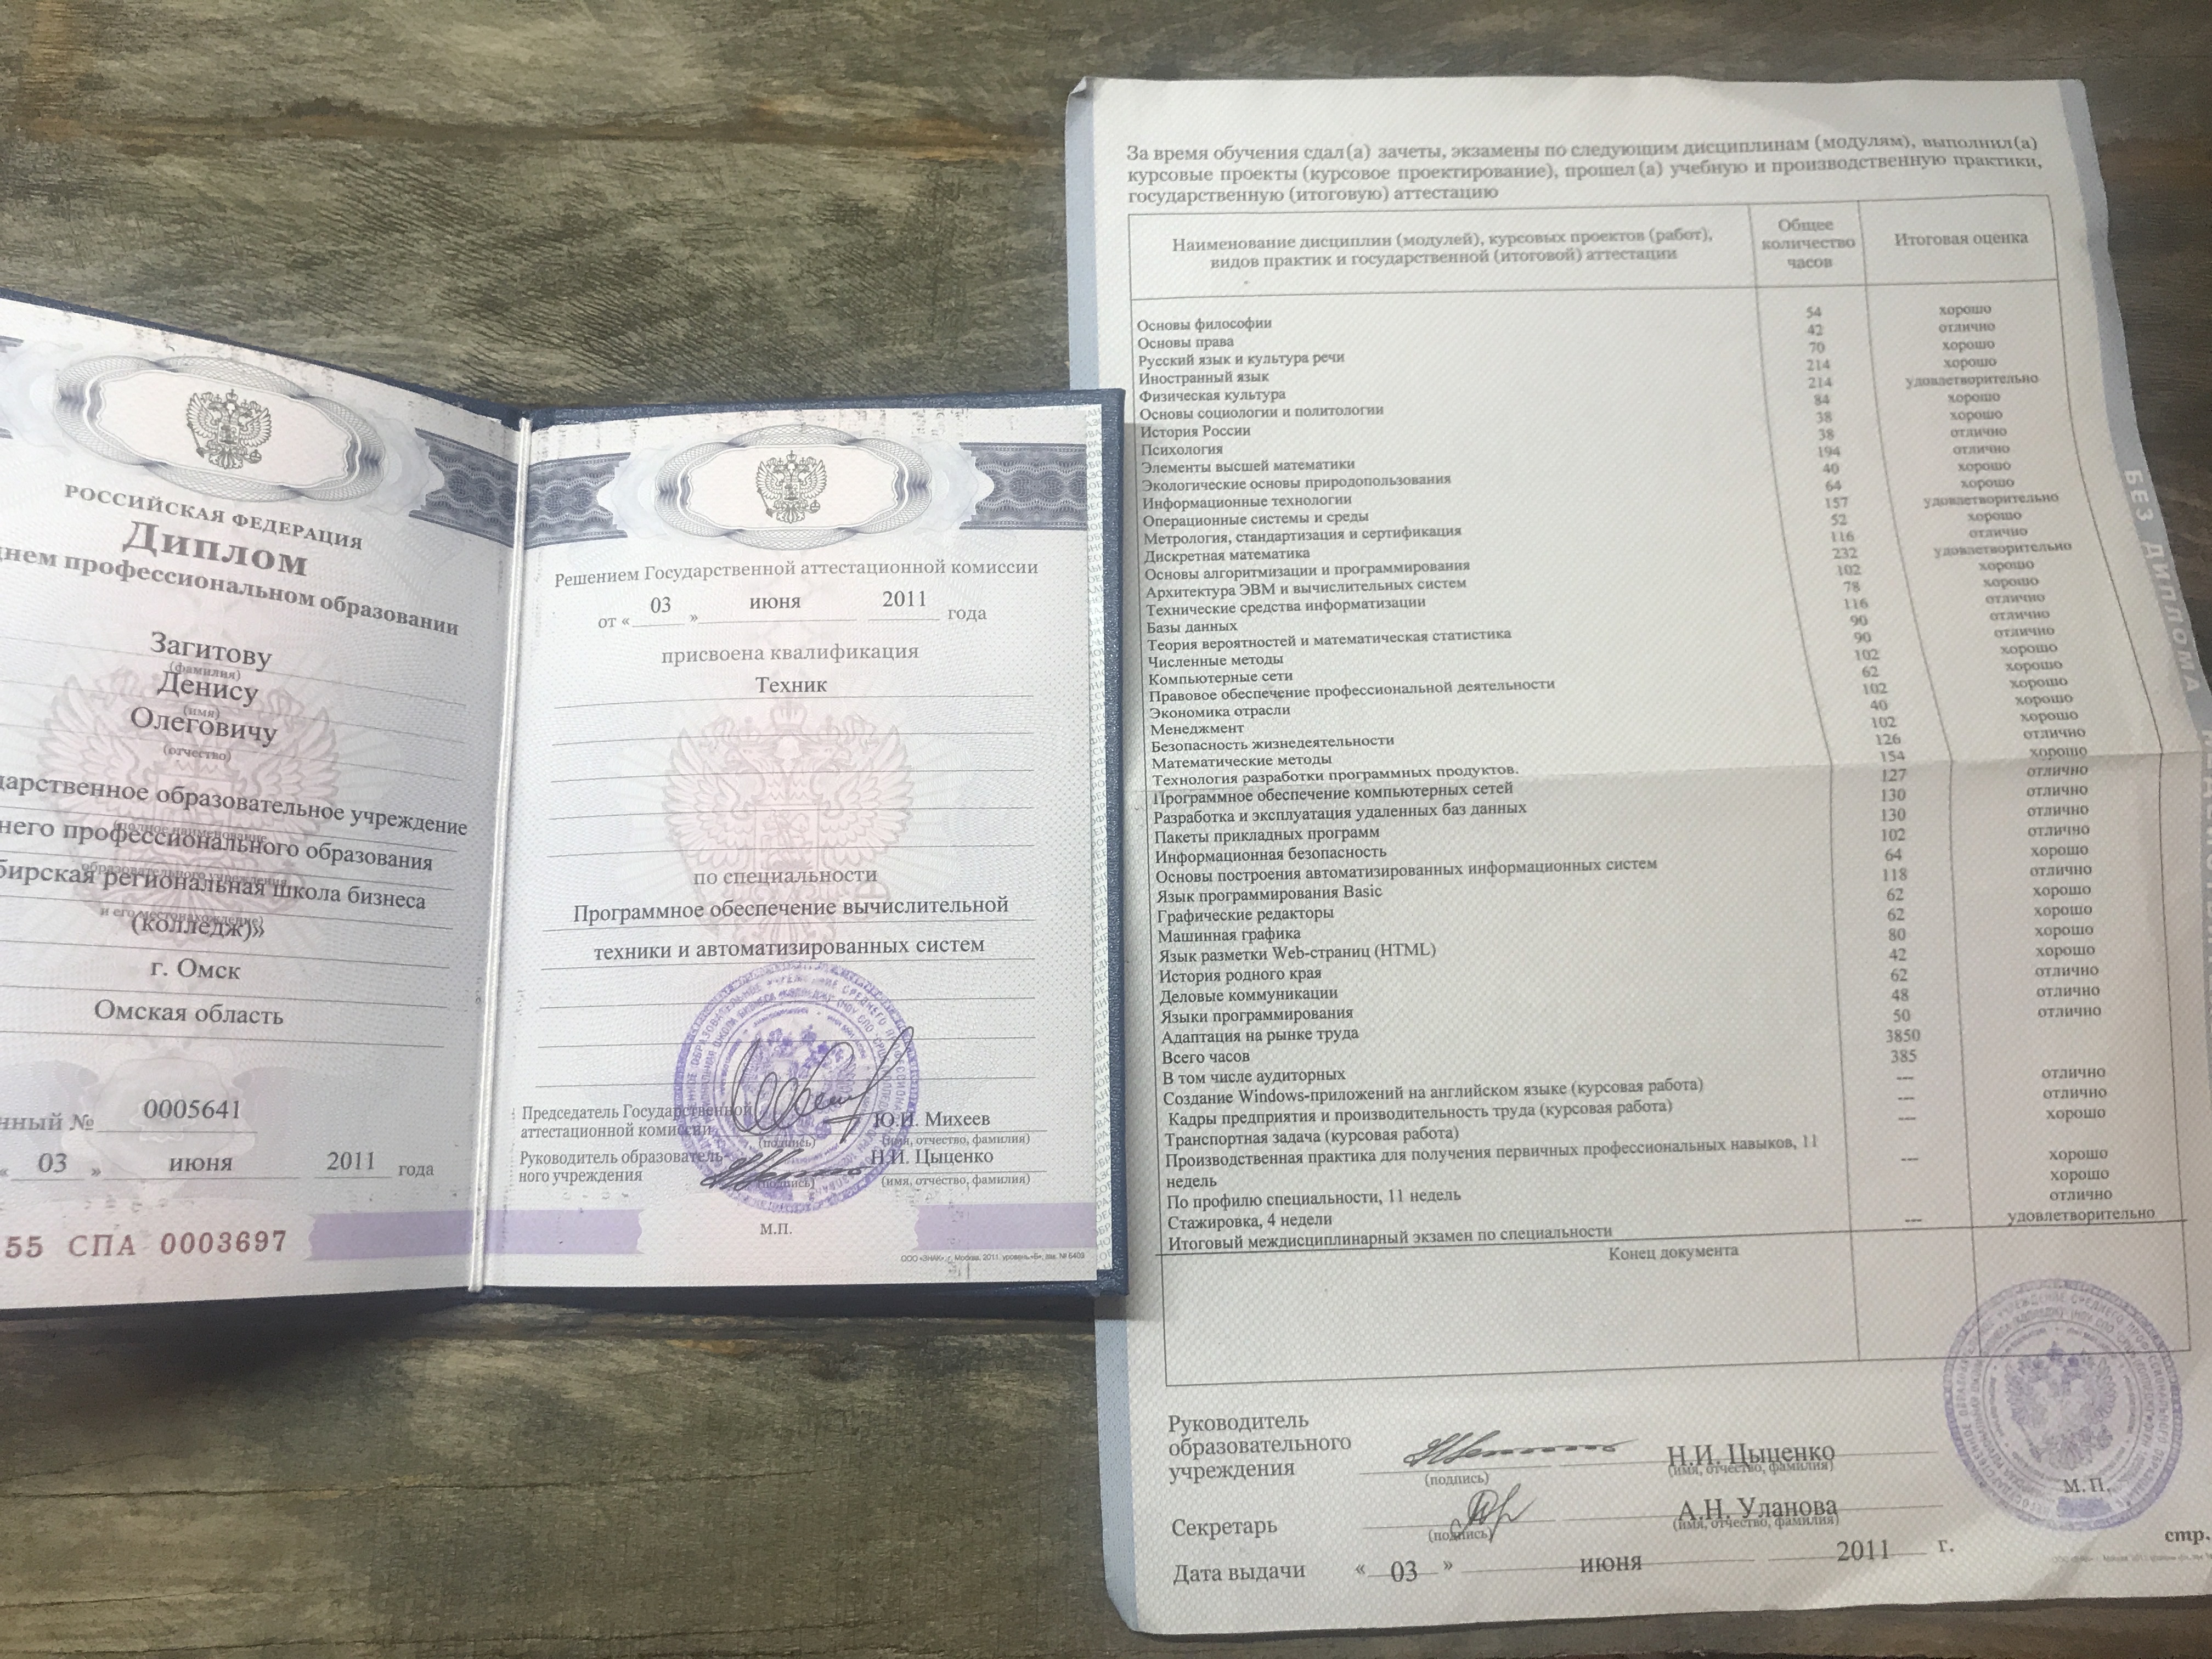 РОССИЙСКАЯ ФЕДЕРАЦИЯ
Диплом
профессиональном образовании
Загитову
(фамилия)
Денису
(имя)
Олеговичу
(отчество)
образовательное учреждение
профессионального образования
региональная школа бизнеса
(колледж)»
г. Омск
Омская область
№ 0005641
« 03 » июня 2011 года
55 СПА 0003697
Решением Государственной аттестационной комиссии
от « 03 » июня 2011 года
присвоена квалификация
Техник
по специальности
Программное обеспечение вычислительной
техники и автоматизированных систем
Председатель Государственной
аттестационной комиссии Ю.И. Михеев
(подпись) (имя, отчество, фамилия)
Руководитель образователь-
ного учреждения Н.И. Цыценко
(подпись) (имя, отчество, фамилия)
М.П.
За время обучения сдал(а) зачеты, экзамены по следующим дисциплинам (модулям), выполнил(а)
курсовые проекты (курсовое проектирование), прошел(а) учебную и производственную практики,
государственную (итоговую) аттестацию
Наименование дисциплин (модулей), курсовых проектов (работ),
видов практик и государственной (итоговой) аттестации
Общее
количество
часов
Итоговая оценка
Основы философии 54 хорошо
Основы права 42 отлично
Русский язык и культура речи 70 хорошо
Иностранный язык 214 хорошо
Физическая культура 214 удовлетворительно
Основы социологии и политологии 84 хорошо
История России 38 хорошо
Психология 38 отлично
Элементы высшей математики 194 отлично
Экологические основы природопользования 40 хорошо
Информационные технологии 64 хорошо
Операционные системы и среды 157 удовлетворительно
Метрология, стандартизация и сертификация 52 хорошо
Дискретная математика 116 отлично
Основы алгоритмизации и программирования 232 удовлетворительно
Архитектура ЭВМ и вычислительных систем 102 хорошо
Технические средства информатизации 78 хорошо
Базы данных 116 отлично
Теория вероятностей и математическая статистика 90 отлично
Численные методы 90 отлично
Компьютерные сети 102 хорошо
Правовое обеспечение профессиональной деятельности 62 хорошо
Экономика отрасли 102 хорошо
Менеджмент 40 хорошо
Безопасность жизнедеятельности 102 хорошо
Математические методы 126 отлично
Технология разработки программных продуктов. 154 хорошо
Программное обеспечение компьютерных сетей 127 отлично
Разработка и эксплуатация удаленных баз данных 130 отлично
Пакеты прикладных программ 130 отлично
Информационная безопасность 102 отлично
Основы построения автоматизированных информационных систем 64 хорошо
Язык программирования Basic 118 отлично
Графические редакторы 62 хорошо
Машинная графика 62 хорошо
Язык разметки Web-страниц (HTML) 80 хорошо
История родного края 42 хорошо
Деловые коммуникации 62 отлично
Языки программирования 48 отлично
Адаптация на рынке труда 50 отлично
Всего часов 3850
В том числе аудиторных 385
Создание Windows-приложений на английском языке (курсовая работа) --- отлично
Кадры предприятия и производительность труда (курсовая работа) --- отлично
Транспортная задача (курсовая работа) --- хорошо
Производственная практика для получения первичных профессиональных навыков, 11
недель --- хорошо
По профилю специальности, 11 недель хорошо
Стажировка, 4 недели отлично
Итоговый междисциплинарный экзамен по специальности --- удовлетворительно
Конец документа
Руководитель
образовательного
учреждения Н.И. Цыценко
(подпись) (имя, отчество, фамилия)
Секретарь А.Н. Уланова
(подпись) (имя, отчество, фамилия)
М.П.
Дата выдачи « 03 » июня 2011 г.
стр.
БЕЗ ДИПЛОМА